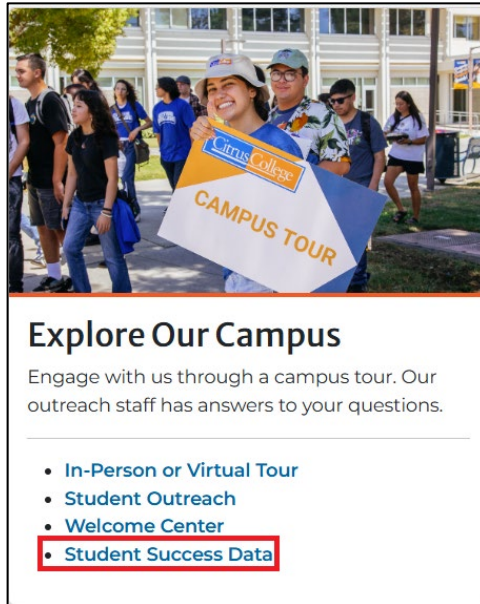 Citrus College
CAMPUS TOUR
Explore Our Campus
Engage with us through a campus tour. Our
outreach staff has answers to your questions.
In-Person or Virtual Tour
Student Outreach
Welcome Center
Student Success Data